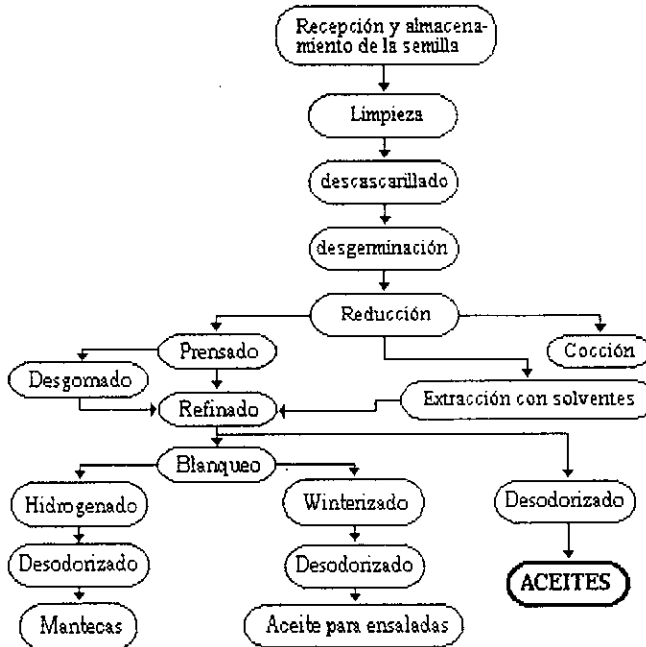 Recepción y almacena-
miento de la semilla
Limpieza
descascarillado
desgerminación
Reducción
Prensado
Cocción
Desgomado
Extracción con solventes
Refinado
Blanqueo
Hidrogenado
Winterizado
Desodorizado
Desodorizado
Desodorizado
ACEITES
Mantecas
Aceite para ensaladas